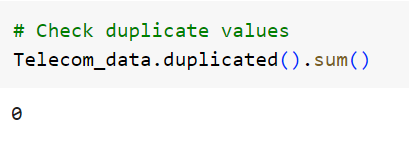 # Check duplicate values
Telecom_data.duplicated().sum()
0